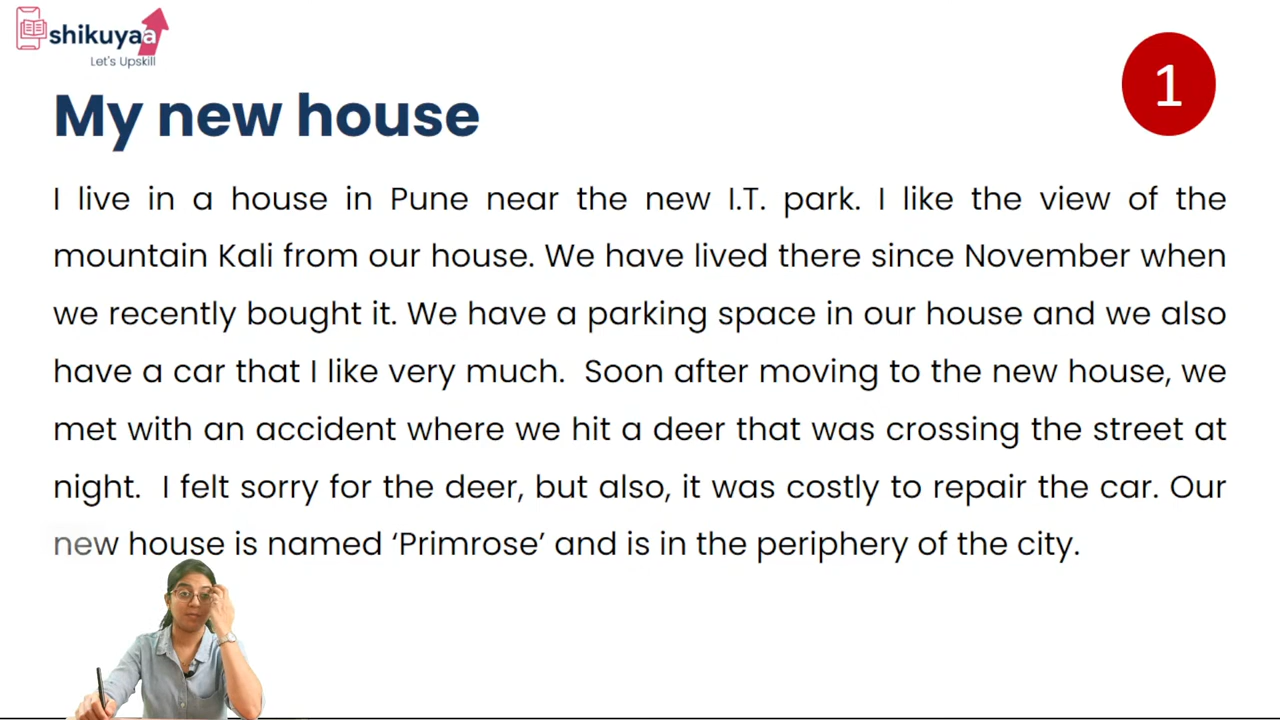 shikuyaa
Let's Upskill
1
My new house
I live in a house in Pune near the new I.T. park. I like the view of the
mountain Kali from our house. We have lived there since November when
we recently bought it. We have a parking space in our house and we also
have a car that I like very much. Soon after moving to the new house, we
met with an accident where we hit a deer that was crossing the street at
night. I felt sorry for the deer, but also, it was costly to repair the car. Our
new house is named ‘Primrose’ and is in the periphery of the city.